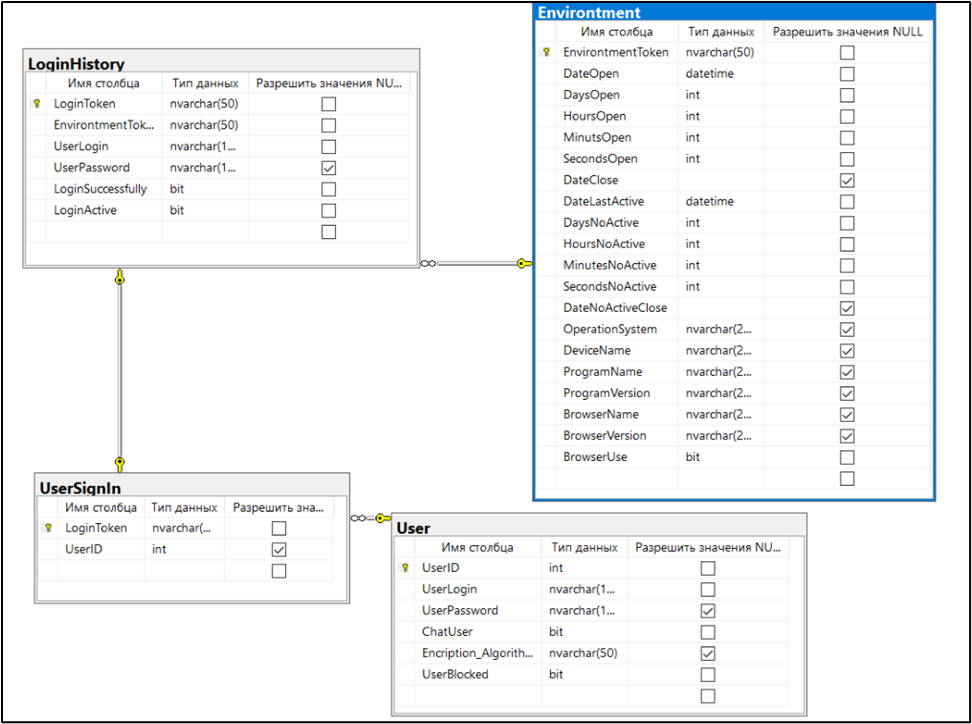 Environtment
Имя столбца Тип данных Разрешить значения NULL
EnvirontmentToken nvarchar(50)
DateOpen datetime
DaysOpen int
HoursOpen int
MinutsOpen int
SecondsOpen int
DateClose
DateLastActive datetime
DaysNoActive int
HoursNoActive int
MinutesNoActive int
SecondsNoActive int
DateNoActiveClose
OperationSystem nvarchar(2...
DeviceName nvarchar(2...
ProgramName nvarchar(2...
ProgramVersion nvarchar(2...
BrowserName nvarchar(2...
BrowserVersion nvarchar(2...
BrowserUse bit
LoginHistory
Имя столбца Тип данных Разрешить значения NU...
LoginToken nvarchar(50)
EnvirontmentTok... nvarchar(50)
UserLogin nvarchar(1...
UserPassword nvarchar(1...
LoginSuccessfully bit
LoginActive bit
UserSignIn
Имя столбца Тип данных Разрешить зна...
LoginToken nvarchar(...
UserID int
User
Имя столбца Тип данных Разрешить значения NU...
UserID int
UserLogin nvarchar(1...
UserPassword nvarchar(1...
ChatUser bit
Encription_Algorith... nvarchar(50)
UserBlocked bit